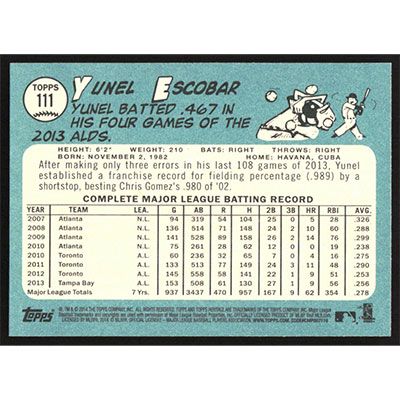 TOPPS
111
YUNEL ESCOBAR
YUNEL BATTED .467 IN
HIS FOUR GAMES OF THE
2013 ALDS.
HEIGHT: 6'2" WEIGHT: 210 BATS: RIGHT THROWS: RIGHT
BORN: NOVEMBER 2, 1982 HOME: HAVANA, CUBA
After making only three errors in his last 108 games of 2013, Yunel
established a franchise record for fielding percentage (.989) by a
shortstop, besting Chris Gomez's .980 of '02.
COMPLETE MAJOR LEAGUE BATTING RECORD
YEAR TEAM LEA. G AB R H 2B 3B HR RBI AVG.
2007 Atlanta N.L. 94 319 54 104 25 0 5 28 .326
2008 Atlanta N.L. 136 514 71 148 24 2 10 60 .288
2009 Atlanta N.L. 141 528 89 158 26 2 14 76 .299
2010 Atlanta N.L. 75 261 28 62 12 0 0 19 .238
2010 Toronto A.L. 60 236 32 65 7 0 4 16 .275
2011 Toronto A.L. 133 513 77 149 24 3 11 48 .290
2012 Toronto A.L. 145 558 58 141 22 1 9 51 .253
2013 Tampa Bay A.L. 153 508 61 130 27 1 9 56 .256
Major League Totals 7 Yrs. 937 3437 470 957 167 9 62 354 .278
Topps